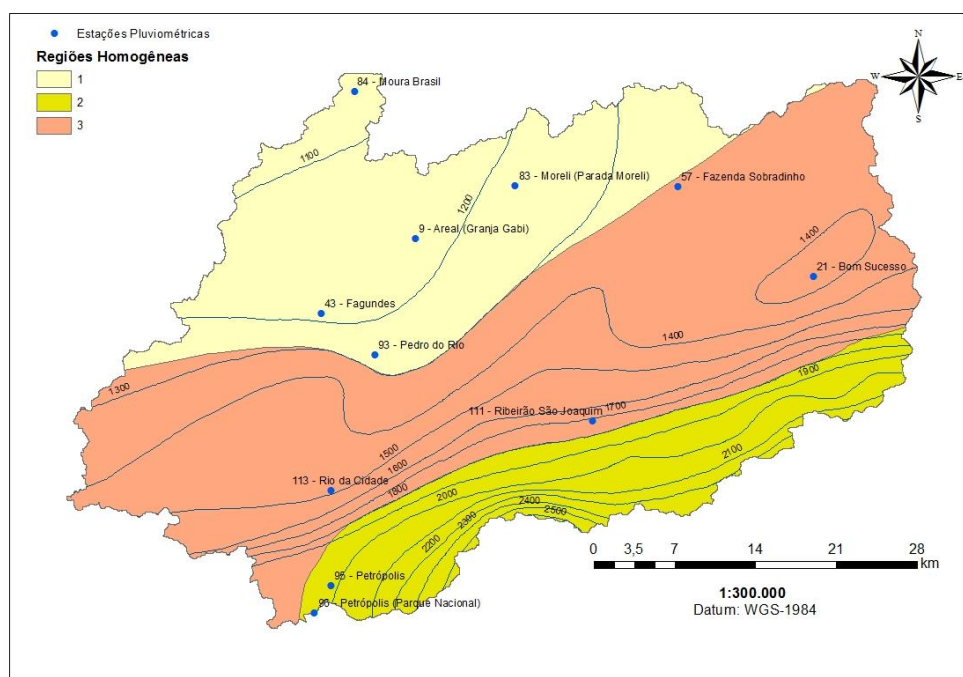 Estações Pluviométricas
Regiões Homogêneas
1
2
3
N
W
E
S
84 - Moura Brasil
1100
83 - Moreli (Parada Moreli)
57 - Fazenda Sobradinho
1200
9 - Areal (Granja Gabi)
1400
21 - Bom Sucesso
43 - Fagundes
93 - Pedro do Rio
1400
1300
1900
111 - Ribeirão São Joaquim
1700
1500
2100
1600
113 - Rio da Cidade
1800
2000
2400
2500
2300
2200
0 3,5 7 14 21 28
km
1:300.000
Datum: WGS-1984
95 - Petrópolis
Petrópolis (Parque Nacional)